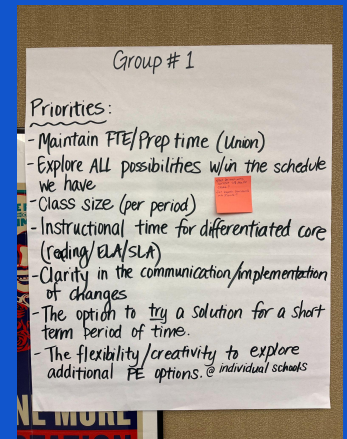 Group # 1
Priorities:
- Maintain FTE/Prep time (Union)
- Explore ALL possibilities w/in the schedule
we have
- Class size (per period)
- Instructional time for differentiated core
(reding/ELA/SLA)
- Clarity in the communication/implementation
of changes
- The option to try a solution for a short
term period of time.
- The flexibility/creativity to explore
additional PE options. @ individual schools
NE MORE